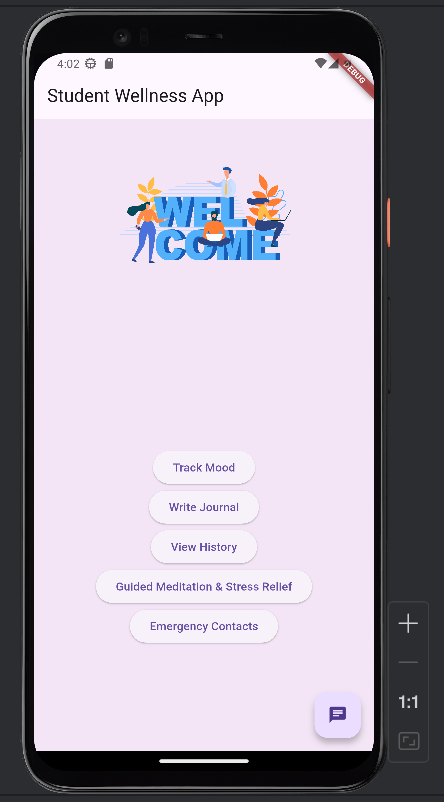 4:02
DEBUG
Student Wellness App
WEL
COME
Track Mood
Write Journal
View History
Guided Meditation & Stress Relief
Emergency Contacts
1:1